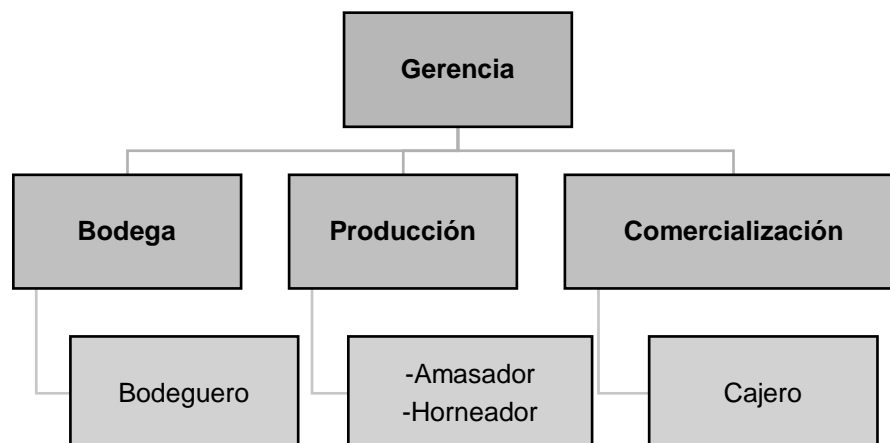 Gerencia
Bodega
Producción
Comercialización
Bodeguero
-Amasador
-Horneador
Cajero